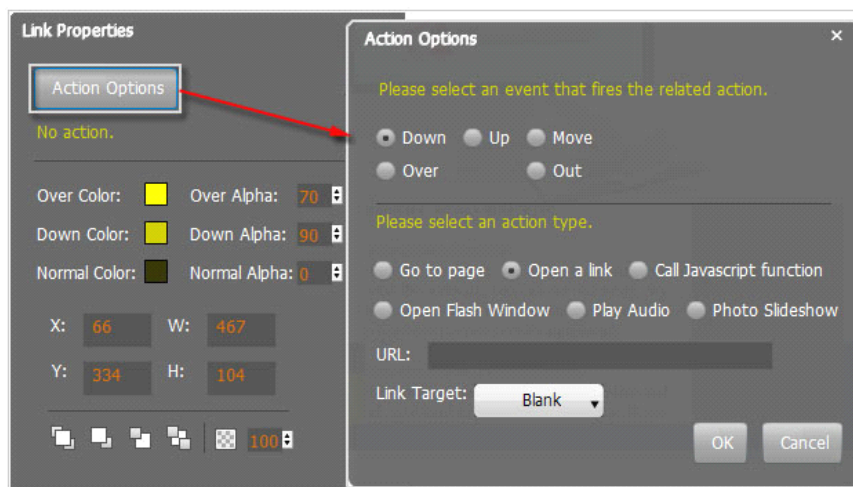 Link Properties
Action Options
No action.
Over Color: Over Alpha: 70
Down Color: Down Alpha: 90
Normal Color: Normal Alpha: 0
X: 66 W: 467
Y: 334 H: 104
100
Action Options
Please select an event that fires the related action.
Down Up Move
Over Out
Please select an action type.
Go to page Open a link Call Javascript function
Open Flash Window Play Audio Photo Slideshow
URL:
Link Target: Blank
OK Cancel